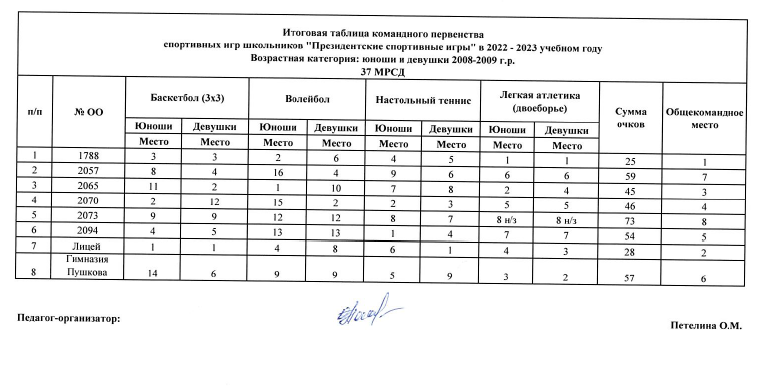 Итоговая таблица командного первенства
спортивных игр школьников "Президентские спортивные игры" в 2022 - 2023 учебном году
Возрастная категория: юноши и девушки 2008-2009 г.р.
37 МРСД
п/п № ОО Баскетбол (3х3) Волейбол Настольный теннис Легкая атлетика (двоеборье) Сумма очков Общекомандное место
Юноши Девушки Юноши Девушки Юноши Девушки Юноши Девушки
Место Место Место Место Место Место Место Место
1 1788 3 3 2 6 4 5 1 1 25 1
2 2057 8 4 16 4 9 6 6 6 59 7
3 2065 11 2 1 10 7 8 2 4 45 3
4 2070 2 12 15 2 2 3 5 5 46 4
5 2073 9 9 12 12 8 7 8 н/з 8 н/з 73 8
6 2094 4 5 13 13 1 4 7 7 54 5
7 Лицей 1 1 4 8 6 1 4 3 28 2
8 Гимназия Пушкова 14 6 9 9 5 9 3 2 57 6
Педагог-организатор:
Петелина О.М.